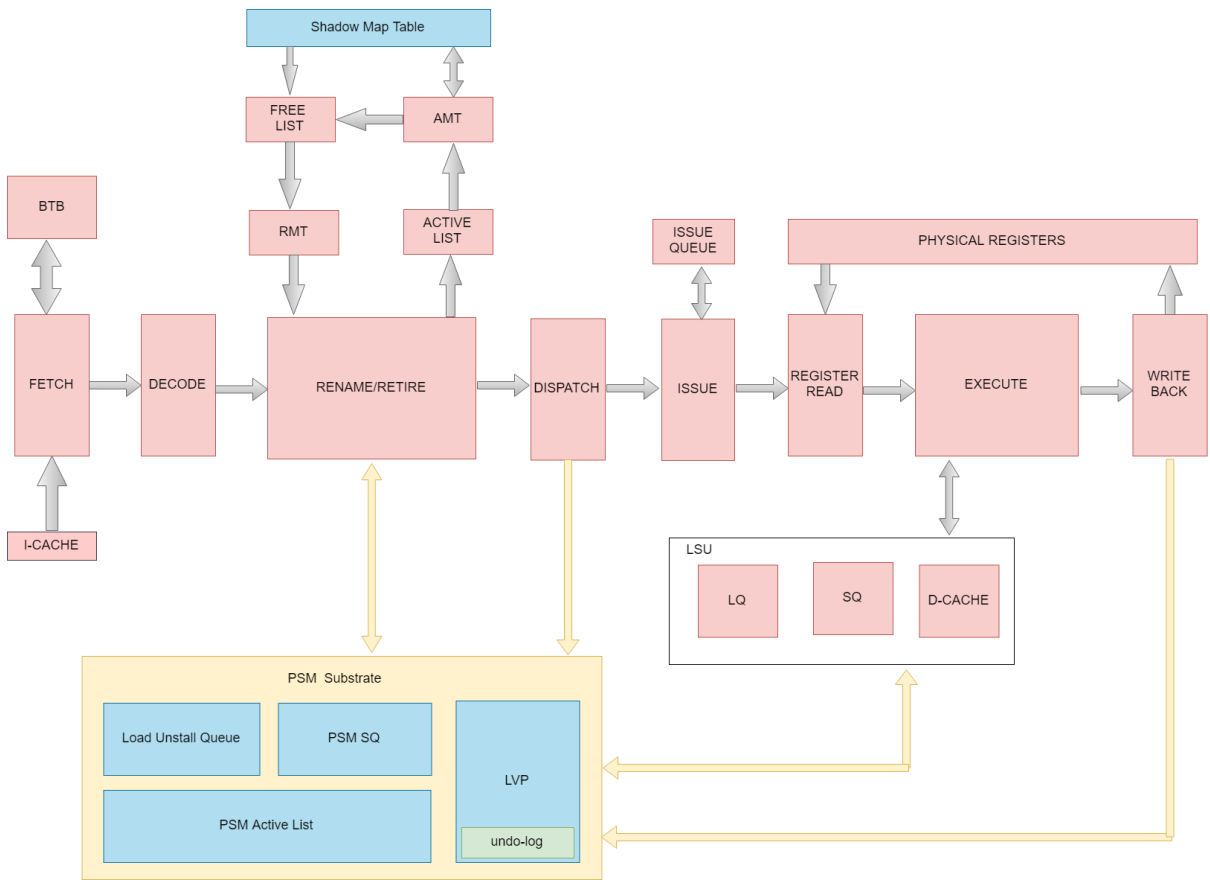 Shadow Map Table
FREE
LIST
AMT
BTB
RMT
ACTIVE
LIST
ISSUE
QUEUE
PHYSICAL REGISTERS
FETCH
DECODE
RENAME/RETIRE
DISPATCH
ISSUE
REGISTER
READ
EXECUTE
WRITE
BACK
I-CACHE
LSU
LQ
SQ
D-CACHE
PSM Substrate
Load Unstall Queue
PSM SQ
LVP
PSM Active List
undo-log